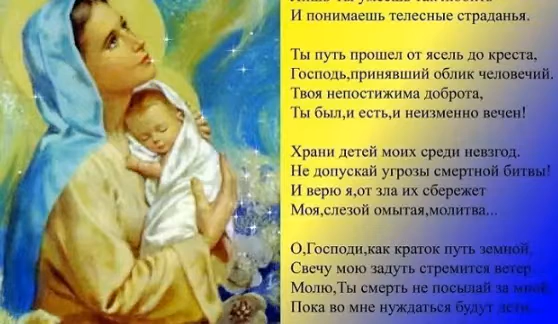 И понимаешь телесные страданья.
Ты путь прошел от ясель до креста,
Господь,принявший облик человечий.
Твоя непостижима доброта,
Ты был,и есть,и неизменно вечен!
Храни детей моих среди невзгод.
Не допускай угрозы смертной битвы!
И верю я,от зла их сбережет
Моя,слезой омытая,молитва...
О,Господи,как краток путь земной,
Свечу мою задуть стремится ветер
Молю,Ты смерть не посылай за мной
Пока во мне нуждаться будут дети...